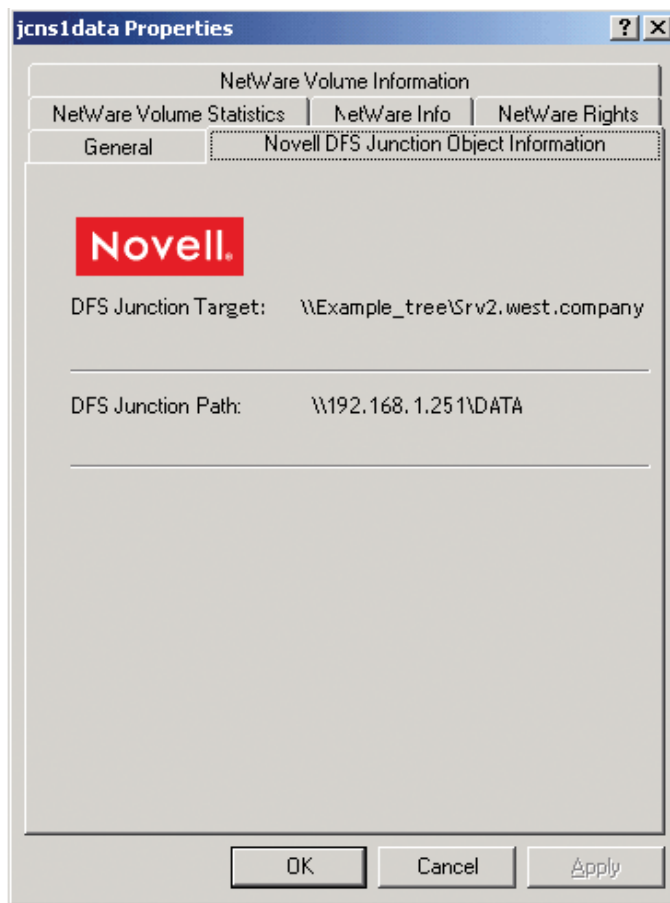 jcns1data Properties
? X
NetWare Volume Information
NetWare Volume Statistics NetWare Info NetWare Rights
General Novell DFS Junction Object Information
Novell.
DFS Junction Target: \\Example_tree\Srv2.west.company
DFS Junction Path: \\192.168.1.251\DATA
OK Cancel Apply